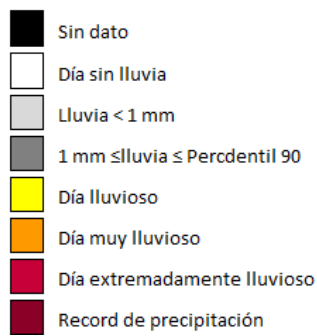 Sin dato
Día sin lluvia
Lluvia < 1 mm
1 mm ≤lluvia ≤ Percdentil 90
Día lluvioso
Día muy lluvioso
Día extremadamente lluvioso
Record de precipitación